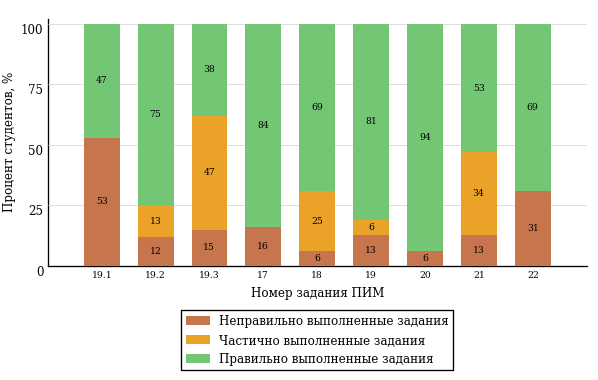 Процент студентов, %
100
75
50
25
0
47 75 38 84 69 81 94 53 69
13 47 25 6 34
53 12 15 16 6 13 6 13 31
19.1 19.2 19.3 17 18 19 20 21 22
Номер задания ПИМ
Неправильно выполненные задания
Частично выполненные задания
Правильно выполненные задания